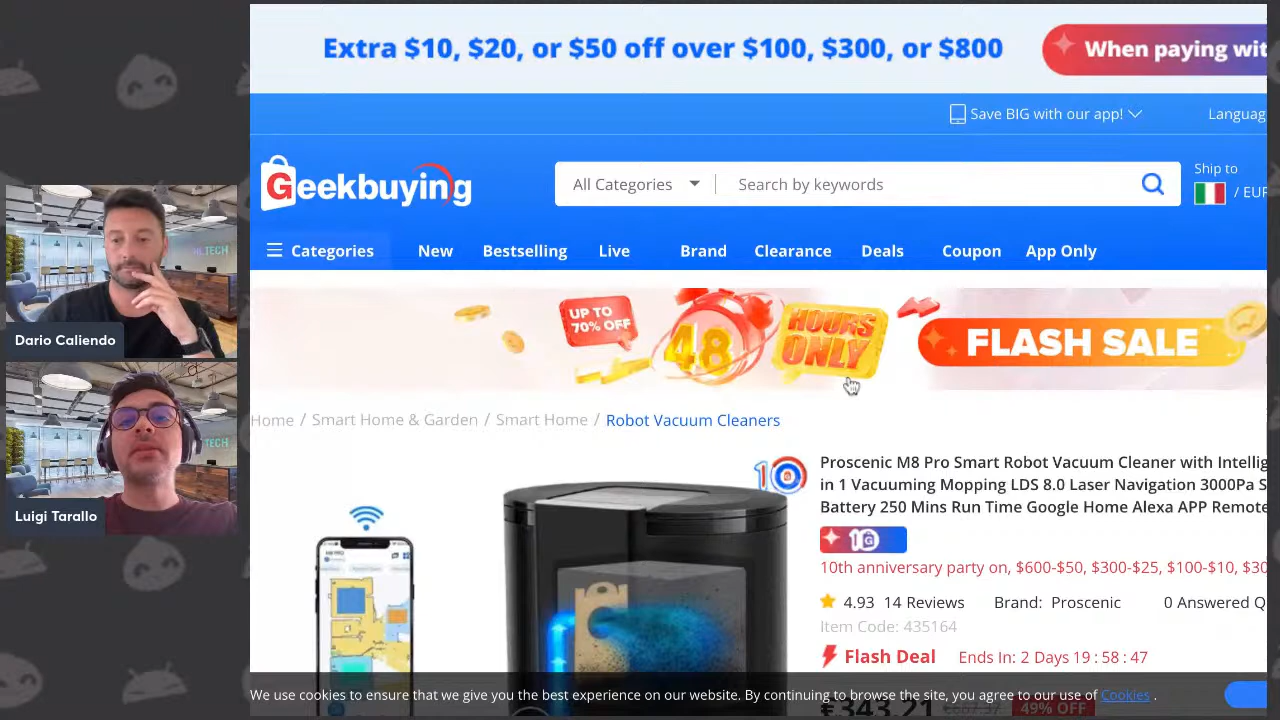 Extra $10, $20, or $50 off over $100, $300, or $800
When paying wit
Save BIG with our app!
Languag
Geekbuying
All Categories
Search by keywords
Ship to
/ EUR
Categories
New
Bestselling
Live
Brand
Clearance
Deals
Coupon
App Only
UP TO
70% OFF
48
HOURS
ONLY
FLASH SALE
Home / Smart Home & Garden / Smart Home / Robot Vacuum Cleaners
Proscenic M8 Pro Smart Robot Vacuum Cleaner with Intellig
in 1 Vacuuming Mopping LDS 8.0 Laser Navigation 3000Pa S
Battery 250 Mins Run Time Google Home Alexa APP Remote
10th anniversary party on, $600-$50, $300-$25, $100-$10, $30
4.93 14 Reviews
Brand: Proscenic
0 Answered Q
Item Code: 435164
Flash Deal
Ends In: 2 Days 19 : 58 : 47
€343.21
49% OFF
We use cookies to ensure that we give you the best experience on our website. By continuing to browse the site, you agree to our use of Cookies .
TECH
Dario Caliendo
TECH
Luigi Tarallo